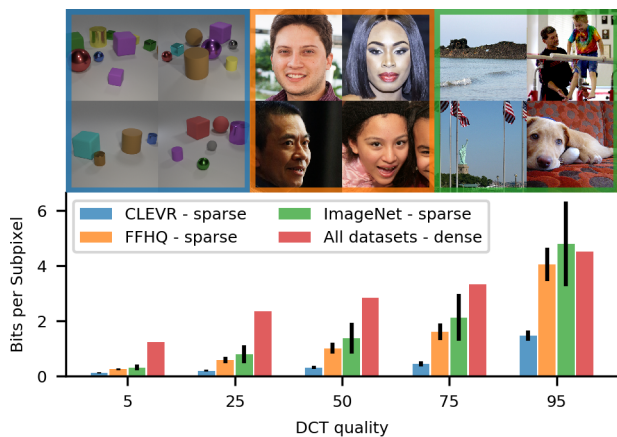 CLEVR - sparse
FFHQ - sparse
ImageNet - sparse
All datasets - dense
Bits per Subpixel
6
4
2
0
5 25 50 75 95
DCT quality